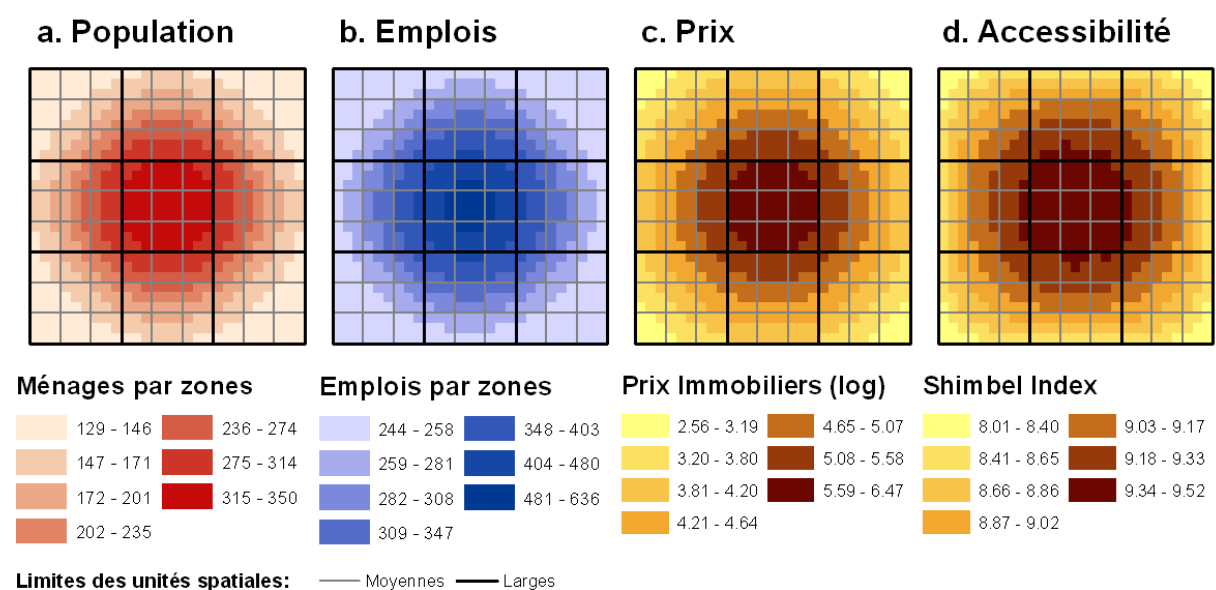 a. Population
b. Emplois
c. Prix
d. Accessibilité
Ménages par zones
129 - 146
236 - 274
147 - 171
275 - 314
172 - 201
315 - 350
202 - 235
Emplois par zones
244 - 258
348 - 403
259 - 281
404 - 480
282 - 308
481 - 636
309 - 347
Prix Immobiliers (log)
2.56 - 3.19
4.65 - 5.07
3.20 - 3.80
5.08 - 5.58
3.81 - 4.20
5.59 - 6.47
4.21 - 4.64
Shimbel Index
8.01 - 8.40
9.03 - 9.17
8.41 - 8.65
9.18 - 9.33
8.66 - 8.86
9.34 - 9.52
8.87 - 9.02
Limites des unités spatiales: Moyennes Larges